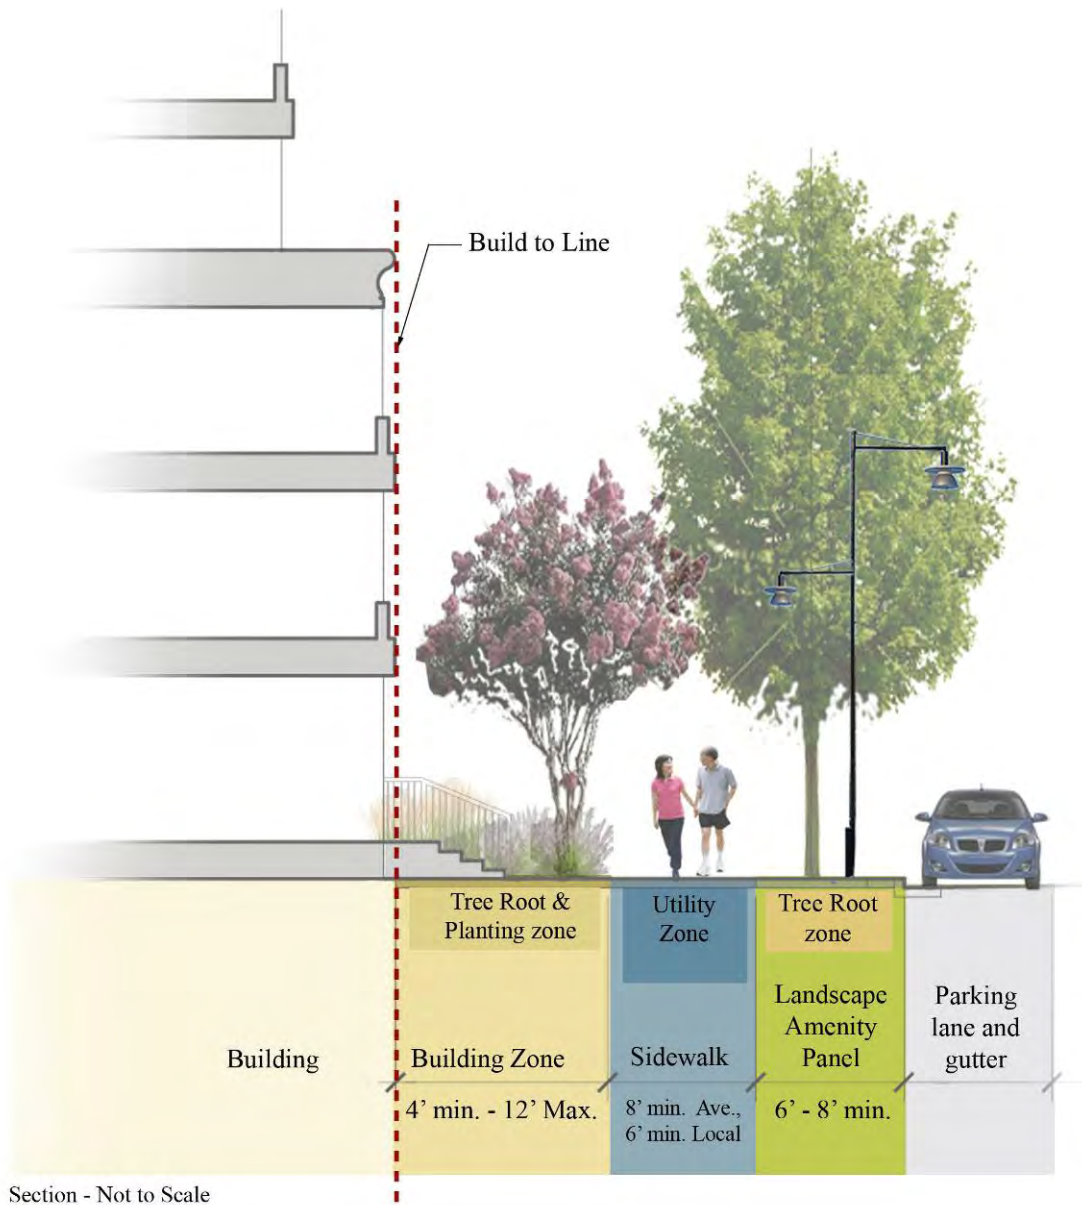 Build to Line
Tree Root &
Planting zone
Utility
Zone
Tree Root
zone
Landscape
Amenity
Panel
Parking
lane and
gutter
Building
Building Zone
Sidewalk
4’ min. - 12’ Max.
8’ min. Ave.,
6’ min. Local
6’ - 8’ min.
Section - Not to Scale